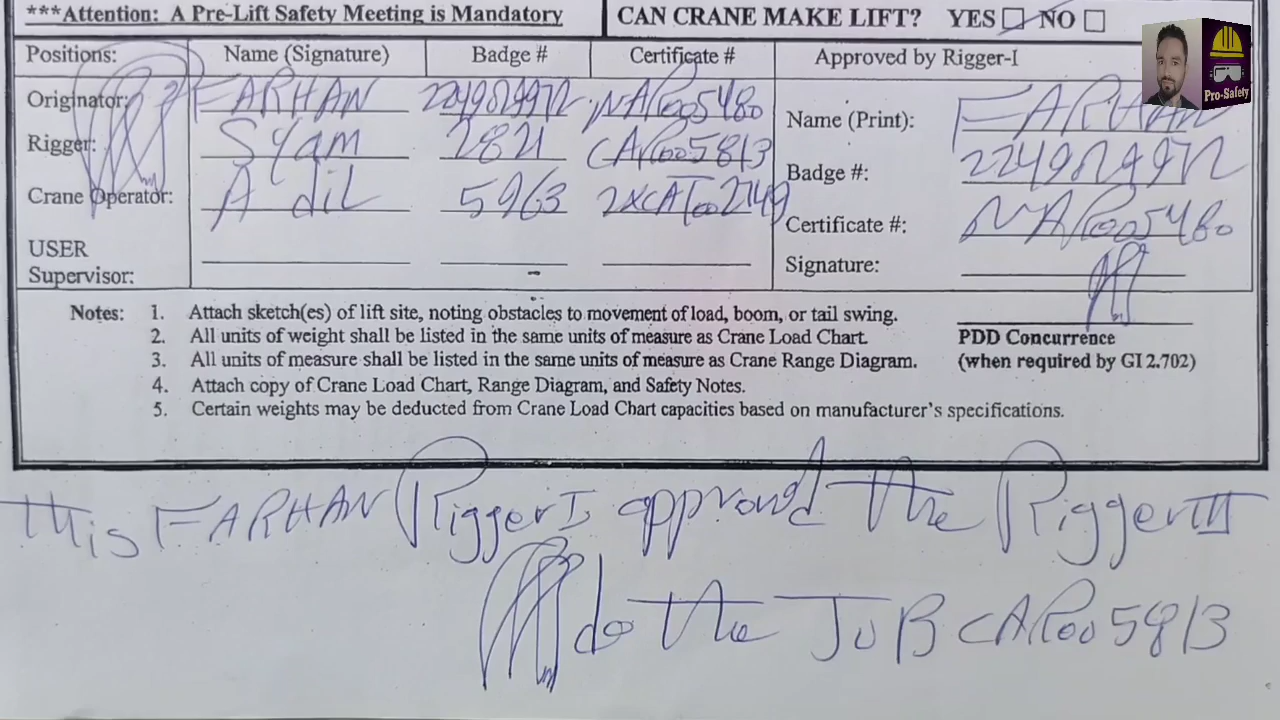 ***Attention: A Pre-Lift Safety Meeting is Mandatory
CAN CRANE MAKE LIFT? YES NO
Positions: Name (Signature) Badge # Certificate # Approved by Rigger-I
Originator: FARHAN 2249829972 NAR005480
Rigger: Syam 2821 CAR005813
Crane Operator: AdiL 5963 2XCAT002749
USER
Supervisor:
Name (Print): FARHAN
Badge #: 2249829972
Certificate #: NAR005480
Signature:
Notes: 1. Attach sketch(es) of lift site, noting obstacles to movement of load, boom, or tail swing.
2. All units of weight shall be listed in the same units of measure as Crane Load Chart.
3. All units of measure shall be listed in the same units of measure as Crane Range Diagram.
4. Attach copy of Crane Load Chart, Range Diagram, and Safety Notes.
5. Certain weights may be deducted from Crane Load Chart capacities based on manufacturer's specifications.
PDD Concurrence
(when required by GI 2.702)
This FARHAN Rigger I approvd the Rigger III
do the JoB CAR005813
Pro-Safety